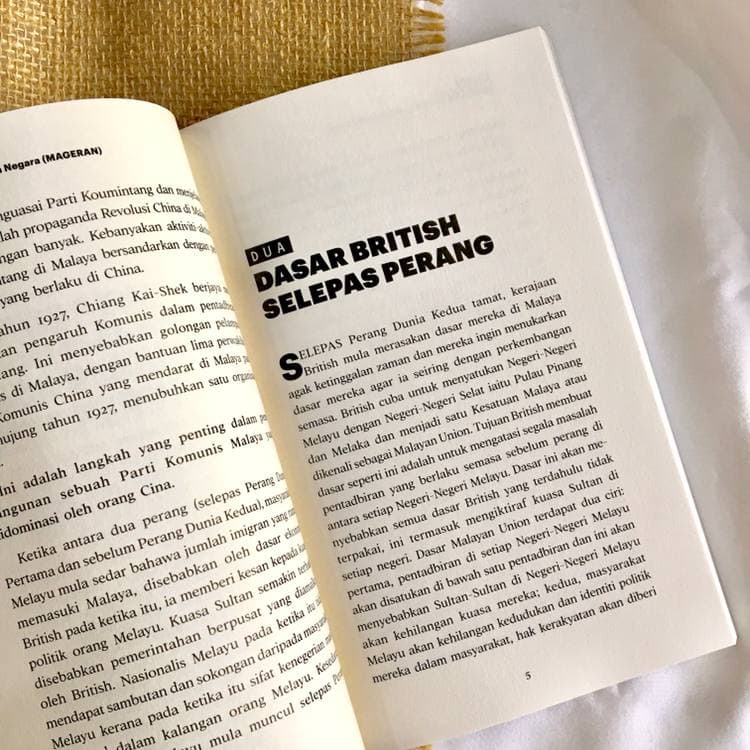 Negara (MAGERAN)
nguasai Parti Koumintang dan
lah propaganda Revolusi China di
ngan banyak. Kebanyakan
ntang di Malaya bersandarkan dengan
yang berlaku di China.
tahun 1927, Chiang Kai-Shek berjaya
kan pengaruh Komunis dalam
ang. Ini menyebabkan golongan
s di Malaya, dengan bantuan lima
Komunis China yang mendarat di Malaya
hujung tahun 1927, menubuhkan satu
Ini adalah langkah yang penting dalam
angunan sebuah Parti Komunis Malaya
idominasi oleh orang Cina.
Ketika antara dua perang (selepas Perang
Pertama dan sebelum Perang Dunia Kedua),
Melayu mula sedar bahawa jumlah imigran yang
memasuki Malaya, disebabkan oleh dasar
British pada ketika itu, ia memberi kesan kepada
politik orang Melayu. Kuasa Sultan semakin
disebabkan pemerintahan berpusat yang
oleh British. Nasionalis Melayu pada ketika itu
mendapat sambutan dan sokongan daripada
Melayu kerana pada ketika itu sifat kenegerian
dalam kalangan orang Melayu.
Melayu mula muncul selepas
DUA
DASAR BRITISH
SELEPAS PERANG
SELEPAS Perang Dunia Kedua tamat, kerajaan
British mula merasakan dasar mereka di Malaya
agak ketinggalan zaman dan mereka ingin menukarkan
dasar mereka agar ia seiring dengan perkembangan
semasa. British cuba untuk menyatukan Negeri-Negeri
Melayu dengan Negeri-Negeri Selat iaitu Pulau Pinang
dan Melaka dan menjadi satu Kesatuan Malaya atau
dikenali sebagai Malayan Union. Tujuan British membuat
dasar seperti ini adalah untuk mengatasi segala masalah
pentadbiran yang berlaku semasa sebelum perang di
antara setiap Negeri-Negeri Melayu. Dasar ini akan me-
nyebabkan semua dasar British yang terdahulu tidak
terpakai, ini termasuk mengiktiraf kuasa Sultan di
setiap negeri. Dasar Malayan Union terdapat dua ciri:
pertama, pentadbiran di setiap Negeri-Negeri Melayu
akan disatukan di bawah satu pentadbiran dan ini akan
menyebabkan Sultan-Sultan di Negeri-Negeri Melayu
akan kehilangan kuasa mereka; kedua, masyarakat
Melayu akan kehilangan kedudukan dan identiti politik
mereka dalam masyarakat, hak kerakyatan akan diberi
5